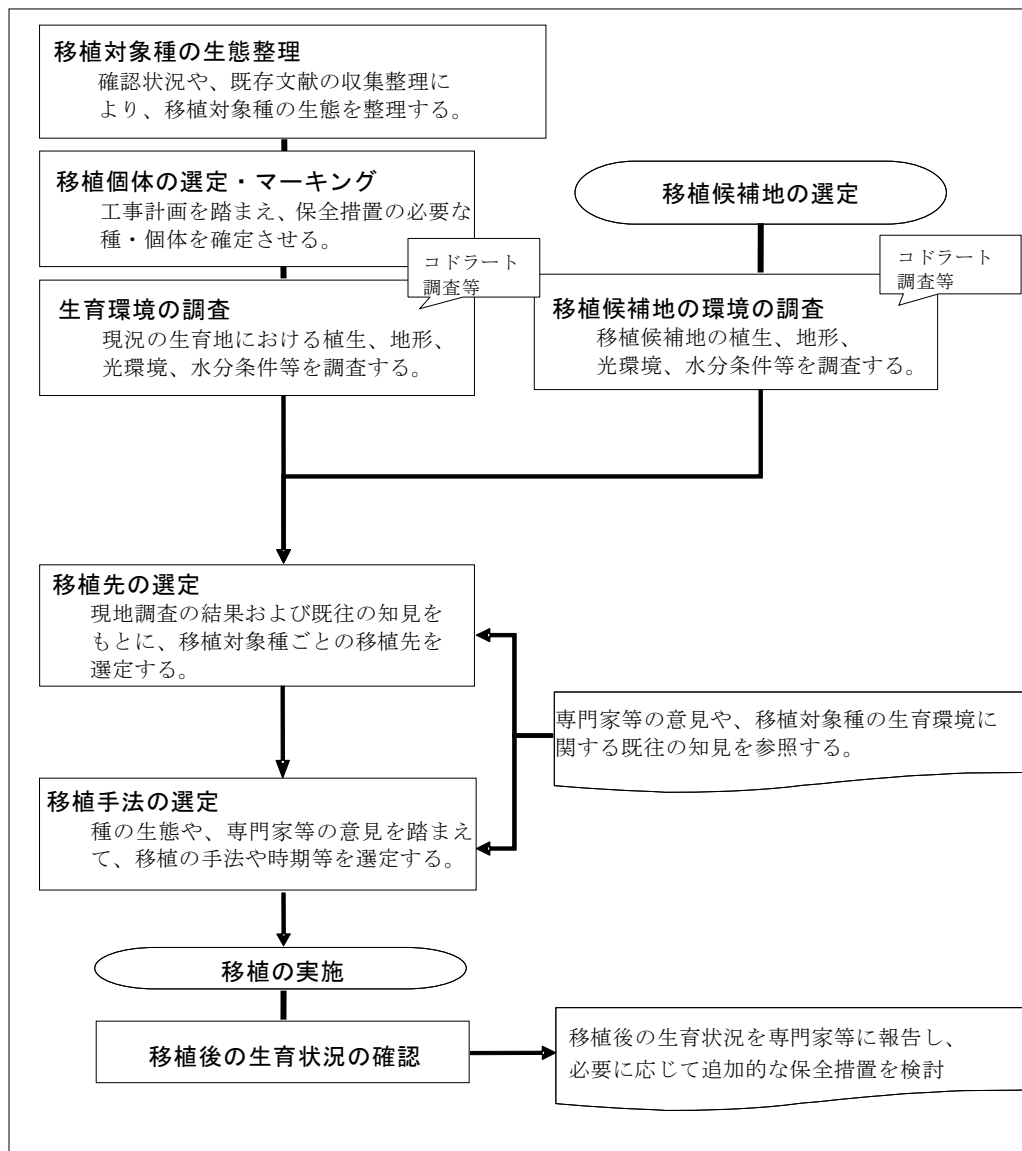 移植対象種の生態整理
確認状況や、既存文献の収集整理に
より、移植対象種の生態を整理する。
移植個体の選定・マーキング
工事計画を踏まえ、保全措置の必要な
種・個体を確定させる。
移植候補地の選定
コドラート
調査等
コドラート
調査等
生育環境の調査
現況の生育地における植生、地形、
光環境、水分条件等を調査する。
移植候補地の環境の調査
移植候補地の植生、地形、
光環境、水分条件等を調査する。
移植先の選定
現地調査の結果および既往の知見を
もとに、移植対象種ごとの移植先を
選定する。
専門家等の意見や、移植対象種の生育環境に
関する既往の知見を参照する。
移植手法の選定
種の生態や、専門家等の意見を踏まえ
て、移植の手法や時期等を選定する。
移植の実施
移植後の生育状況の確認
移植後の生育状況を専門家等に報告し、
必要に応じて追加的な保全措置を検討